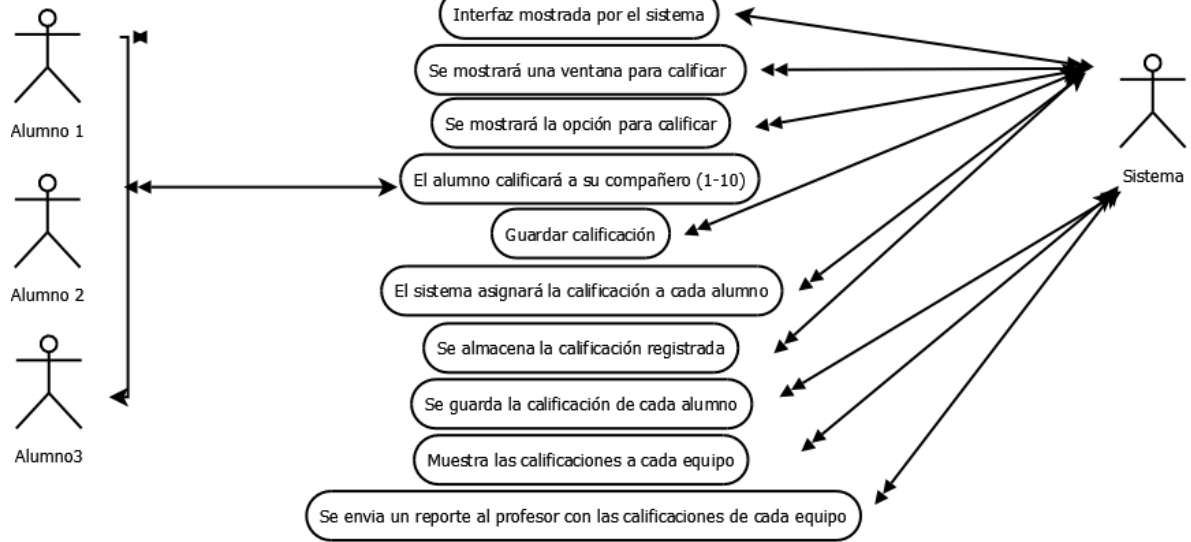 Interfaz mostrada por el sistema
Se mostrará una ventana para calificar
Alumno 1
Se mostrará la opción para calificar
El alumno calificará a su compañero (1-10)
Sistema
Guardar calificación
Alumno 2
El sistema asignará la calificación a cada alumno
Se almacena la calificación registrada
Se guarda la calificación de cada alumno
Alumno3
Muestra las calificaciones a cada equipo
Se envia un reporte al profesor con las calificaciones de cada equipo